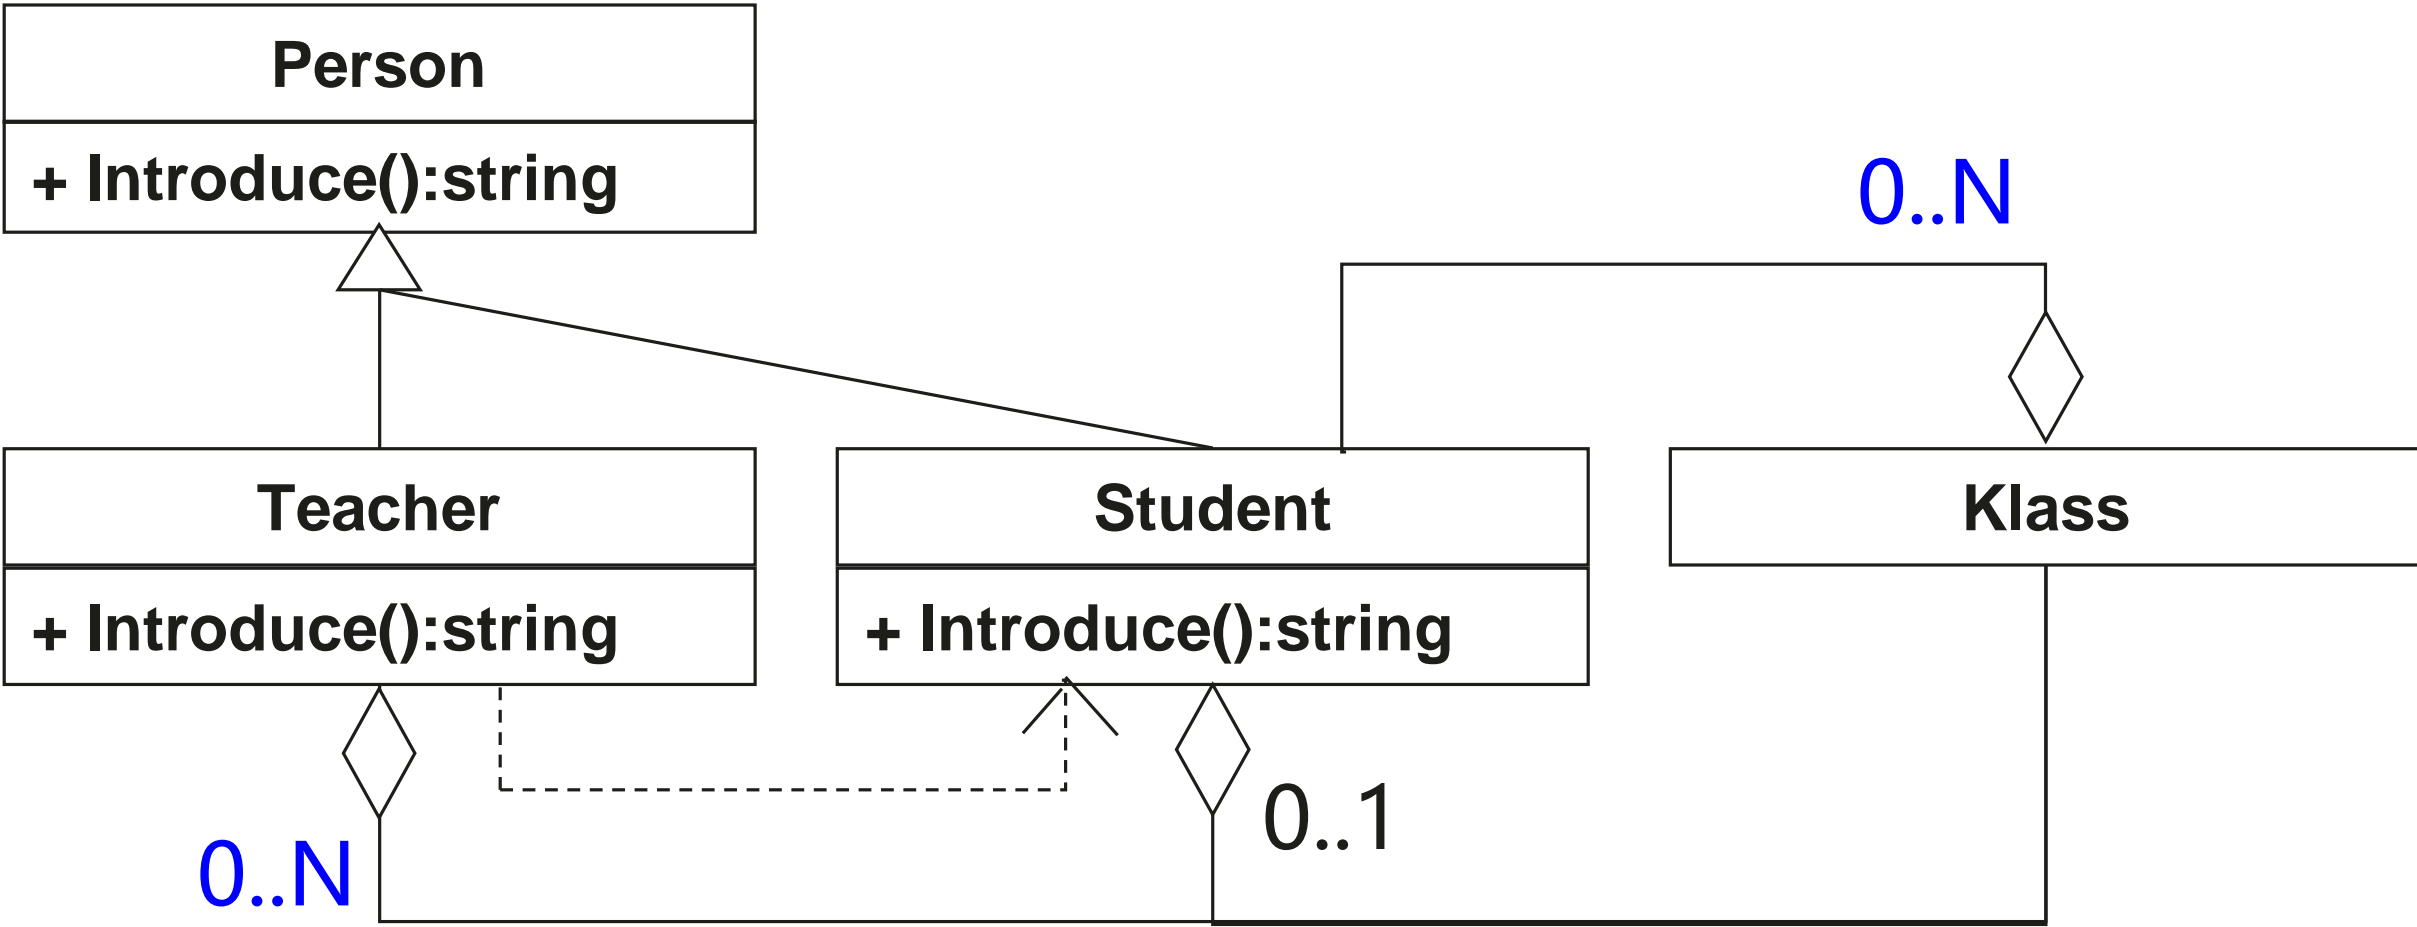 Person
+ Introduce():string
0..N
Teacher
Student
Klass
+ Introduce():string
+ Introduce():string
0..1
0..N